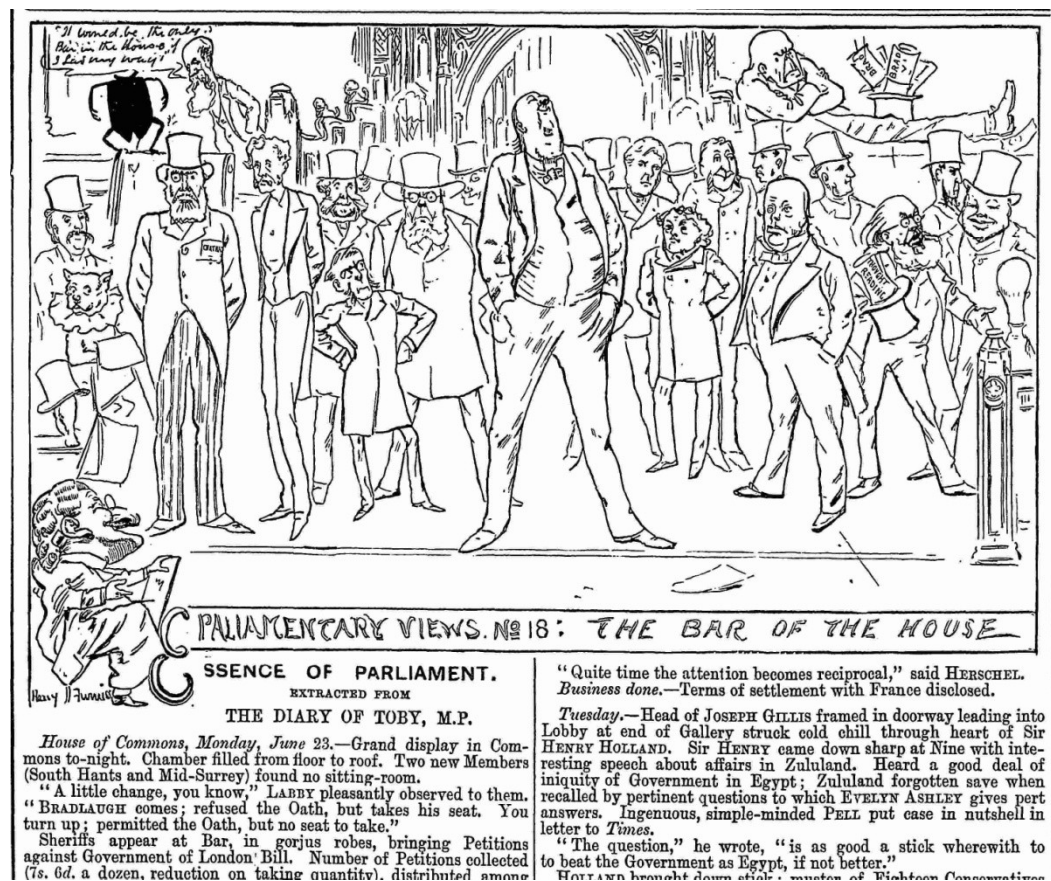 "It would be the only
Bar in the House if
I had my way"
BRAD
THOUGHT
READING
PALIAMENTARY VIEWS. No 18: THE BAR OF THE HOUSE
Harry Furniss
ESSENCE OF PARLIAMENT.
EXTRACTED FROM
THE DIARY OF TOBY, M.P.
House of Commons, Monday, June 23.—Grand display in Com-
mons to-night. Chamber filled from floor to roof. Two new Members
(South Hants and Mid-Surrey) found no sitting-room.
"A little change, you know," LABBY pleasantly observed to them.
"BRADLAUGH comes; refused the Oath, but takes his seat. You
turn up; permitted the Oath, but no seat to take."
Sheriffs appear at Bar, in gorjus robes, bringing Petitions
against Government of London Bill. Number of Petitions collected
(7s. 6d. a dozen, reduction on taking quantity), distributed among
"Quite time the attention becomes reciprocal," said HERSCHEL.
Business done.—Terms of settlement with France disclosed.
Tuesday.—Head of JOSEPH GILLIS framed in doorway leading into
Lobby at end of Gallery struck cold chill through heart of Sir
HENRY HOLLAND. Sir HENRY came down sharp at Nine with inte-
resting speech about affairs in Zululand. Heard a good deal of
iniquity of Government in Egypt; Zululand forgotten save when
recalled by pertinent questions to which EVELYN ASHLEY gives pert
answers. Ingenuous, simple-minded PELL put case in nutshell in
letter to Times.
"The question," he wrote, "is as good a stick wherewith to
to beat the Government as Egypt, if not better."
HOLLAND brought down stick; muster of Eighteen Conservatives